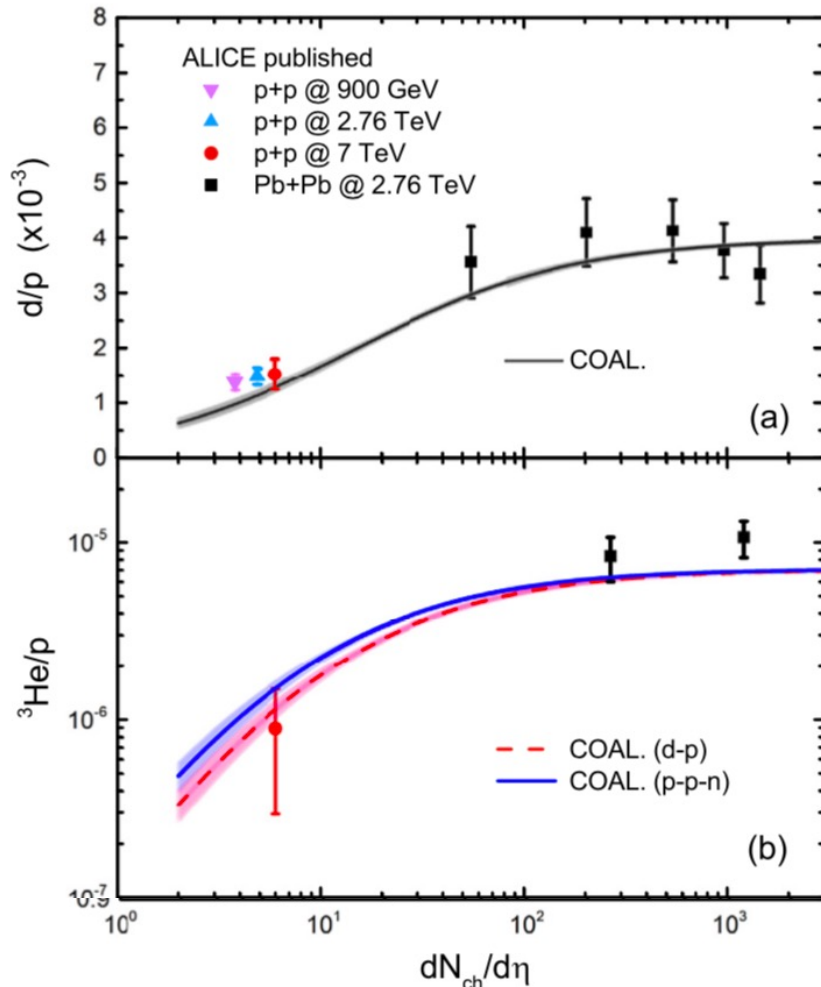 8
7
6
5
4
3
2
1
0
d/p (x10⁻³)
ALICE published
p+p @ 900 GeV
p+p @ 2.76 TeV
p+p @ 7 TeV
Pb+Pb @ 2.76 TeV
COAL.
(a)
10⁻⁵
10⁻⁶
10⁻⁷
³He/p
COAL. (d-p)
COAL. (p-p-n)
(b)
10⁰ 10¹ 10² 10³
dN_ch/dη